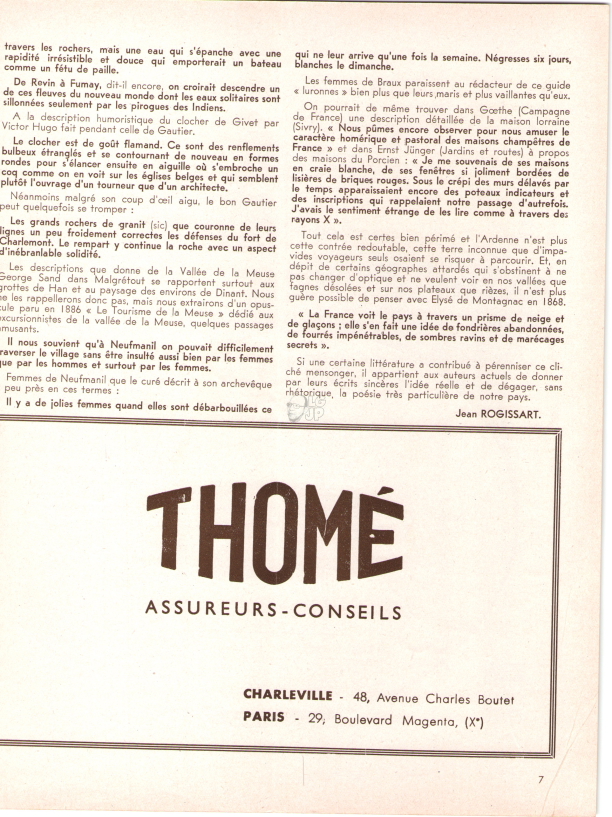 travers les rochers, mais une eau qui s'épanche avec une
rapidité irrésistible et douce qui emporterait un bateau
comme un fétu de paille.
De Revin à Fumay, dit-il encore, on croirait descendre un
de ces fleuves du nouveau monde dont les eaux solitaires sont
sillonnées seulement par les pirogues des Indiens.
A la description humoristique du clocher de Givet par
Victor Hugo fait pendant celle de Gautier.
Le clocher est de goût flamand. Ce sont des renflements
bulbeux étranglés et se contournant de nouveau en formes
rondes pour s'élancer ensuite en aiguille où s'embroche un
coq comme on en voit sur les églises belges et qui semblent
plutôt l'ouvrage d'un tourneur que d'un architecte.
Néanmoins malgré son coup d'œil aigu, le bon Gautier
peut quelquefois se tromper :
Les grands rochers de granit (sic) que couronne de leurs
lignes un peu froidement correctes les défenses du fort de
Charlemont. Le rempart y continue la roche avec un aspect
d'inébranlable solidité.
Les descriptions que donne de la Vallée de la Meuse
George Sand dans Malgrétout se rapportent surtout aux
grottes de Han et au paysage des environs de Dinant. Nous
ne les rappellerons donc pas, mais nous extrairons d'un opus-
cule paru en 1886 « Le Tourisme de la Meuse » dédié aux
excursionnistes de la vallée de la Meuse, quelques passages
amusants.
Il nous souvient qu'à Neufmanil on pouvait difficilement
traverser le village sans être insulté aussi bien par les femmes
que par les hommes et surtout par les femmes.
Femmes de Neufmanil que le curé décrit à son archevêque
peu près en ces termes :
Il y a de jolies femmes quand elles sont débarbouillées ce
qui ne leur arrive qu'une fois la semaine. Négresses six jours,
blanches le dimanche.
Les femmes de Braux paraissent au rédacteur de ce guide
« luronnes » bien plus que leurs maris et plus vaillantes qu'eux.
On pourrait de même trouver dans Gœthe (Campagne
de France) une description détaillée de la maison lorraine
(Sivry). « Nous pûmes encore observer pour nous amuser le
caractère homérique et pastoral des maisons champêtres de
France » et dans Ernst Jünger (Jardins et routes) à propos
des maisons du Porcien : « Je me souvenais de ses maisons
en craie blanche, de ses fenêtres si joliment bordées de
lisières de briques rouges. Sous le crépi des murs délavés par
le temps apparaissaient encore des poteaux indicateurs et
des inscriptions qui rappelaient notre passage d'autrefois.
J'avais le sentiment étrange de les lire comme à travers des
rayons X ».
Tout cela est certes bien périmé et l'Ardenne n'est plus
cette contrée redoutable, cette terre inconnue que d'impa-
vides voyageurs seuls osaient se risquer à parcourir. Et, en
dépit de certains géographes attardés qui s'obstinent à ne
pas changer d'optique et ne veulent voir en nos vallées que
fagnes désolées et sur nos plateaux que rièzes, il n'est plus
guère possible de penser avec Elysé de Montagnac en 1868.
« La France voit le pays à travers un prisme de neige et
de glaçons ; elle s'en fait une idée de fondrières abandonnées,
de fourrés impénétrables, de sombres ravins et de marécages
secrets ».
Si une certaine littérature a contribué à pérenniser ce cli-
ché mensonger, il appartient aux auteurs actuels de donner
par leurs écrits sincères l'idée réelle et de dégager, sans
rhétorique, la poésie très particulière de notre pays.
Jean ROGISSART.
THOMÉ
ASSUREURS-CONSEILS
CHARLEVILLE - 48, Avenue Charles Boutet
PARIS - 29, Boulevard Magenta, (X°)
7